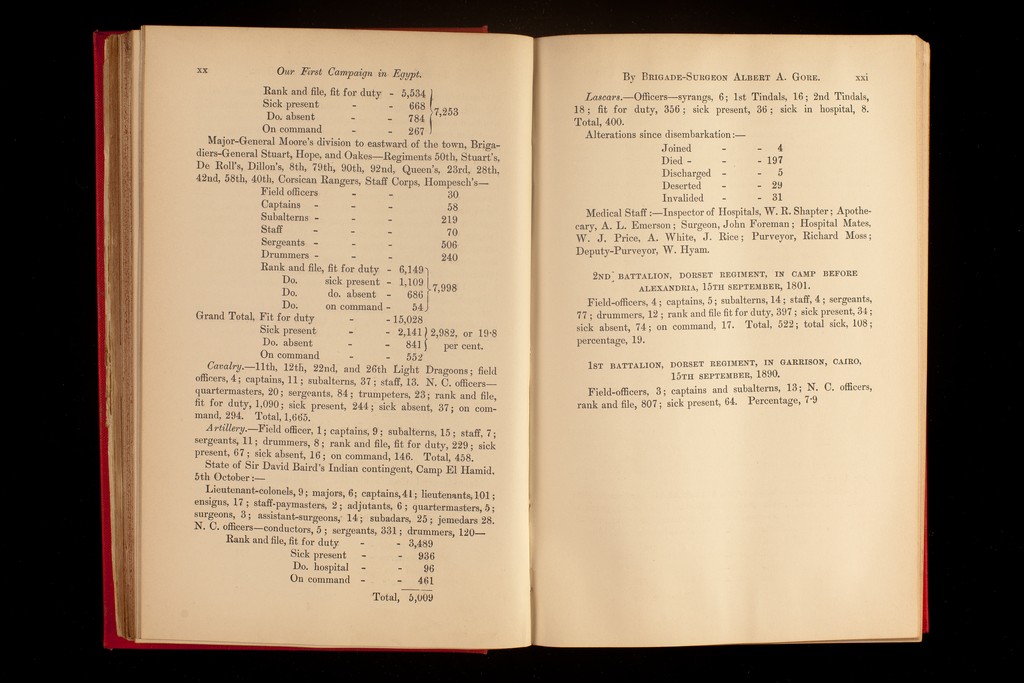 xx Our First Campaign in Egypt.
Rank and file, fit for duty - 5,534
Sick present - - 668
Do. absent - - 784
On command - - 267
7,253
Major-General Moore's division to eastward of the town, Briga-
diers-General Stuart, Hope, and Oakes—Regiments 50th, Stuart's,
De Roll's, Dillon's, 8th, 79th, 90th, 92nd, Queen's, 23rd, 28th,
42nd, 58th, 40th, Corsican Rangers, Staff Corps, Hompesch's—
Field officers - - 30
Captains - - - 58
Subalterns - - - 219
Staff - - - 70
Sergeants - - - 506
Drummers - - - 240
Rank and file, fit for duty - 6,149
Do. sick present - 1,109
Do. do. absent - 686
Do. on command - 54
7,998
Grand Total, Fit for duty - - 15,028
Sick present - - 2,141 } 2,982, or 19·8
Do. absent - - 841 } per cent.
On command - - 552
Cavalry.—11th, 12th, 22nd, and 26th Light Dragoons; field
officers, 4; captains, 11; subalterns, 37; staff, 13. N. C. officers—
quartermasters, 20; sergeants, 84; trumpeters, 23; rank and file,
fit for duty, 1,090; sick present, 244; sick absent, 37; on com-
mand, 294. Total, 1,665.
Artillery.—Field officer, 1; captains, 9; subalterns, 15; staff, 7;
sergeants, 11; drummers, 8; rank and file, fit for duty, 229; sick
present, 67; sick absent, 16; on command, 146. Total, 458.
State of Sir David Baird's Indian contingent, Camp El Hamid,
5th October:—
Lieutenant-colonels, 9; majors, 6; captains, 41; lieutenants, 101;
ensigns, 17; staff-paymasters, 2; adjutants, 6; quartermasters, 5;
surgeons, 3; assistant-surgeons, 14; subadars, 25; jemedars 28.
N. C. officers—conductors, 5; sergeants, 331; drummers, 120—
Rank and file, fit for duty - - 3,489
Sick present - - 936
Do. hospital - - 96
On command - - 461
Total, 5,009
By Brigade-Surgeon Albert A. Gore. xxi
Lascars.—Officers—syrangs, 6; 1st Tindals, 16; 2nd Tindals,
18; fit for duty, 356; sick present, 36; sick in hospital, 8.
Total, 400.
Alterations since disembarkation:—
Joined - - 4
Died - - 197
Discharged - - 5
Deserted - - 29
Invalided - - 31
Medical Staff:—Inspector of Hospitals, W. R. Shapter; Apothe-
cary, A. L. Emerson; Surgeon, John Foreman; Hospital Mates,
W. J. Price, A. White, J. Rice; Purveyor, Richard Moss;
Deputy-Purveyor, W. Hyam.
2ND BATTALION, DORSET REGIMENT, IN CAMP BEFORE
ALEXANDRIA, 15TH SEPTEMBER, 1801.
Field-officers, 4; captains, 5; subalterns, 14; staff, 4; sergeants,
77; drummers, 12; rank and file fit for duty, 397; sick present, 34;
sick absent, 74; on command, 17. Total, 522; total sick, 108;
percentage, 19.
1ST BATTALION, DORSET REGIMENT, IN GARRISON, CAIRO,
15TH SEPTEMBER, 1890.
Field-officers, 3; captains and subalterns, 13; N. C. officers,
rank and file, 807; sick present, 64. Percentage, 7·9